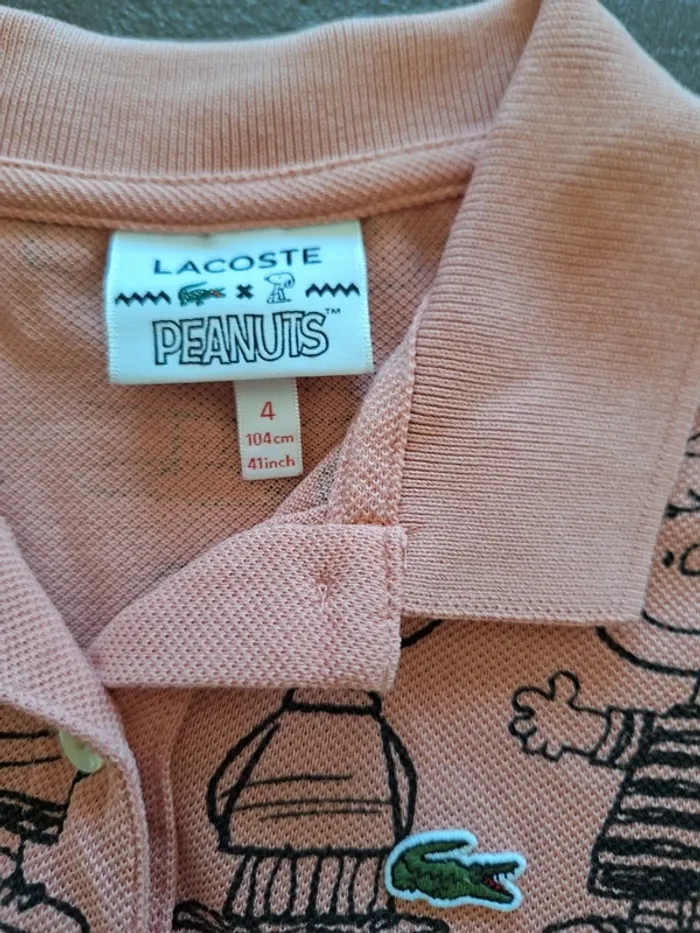 LACOSTE
×
PEANUTS™
4
104cm
41inch